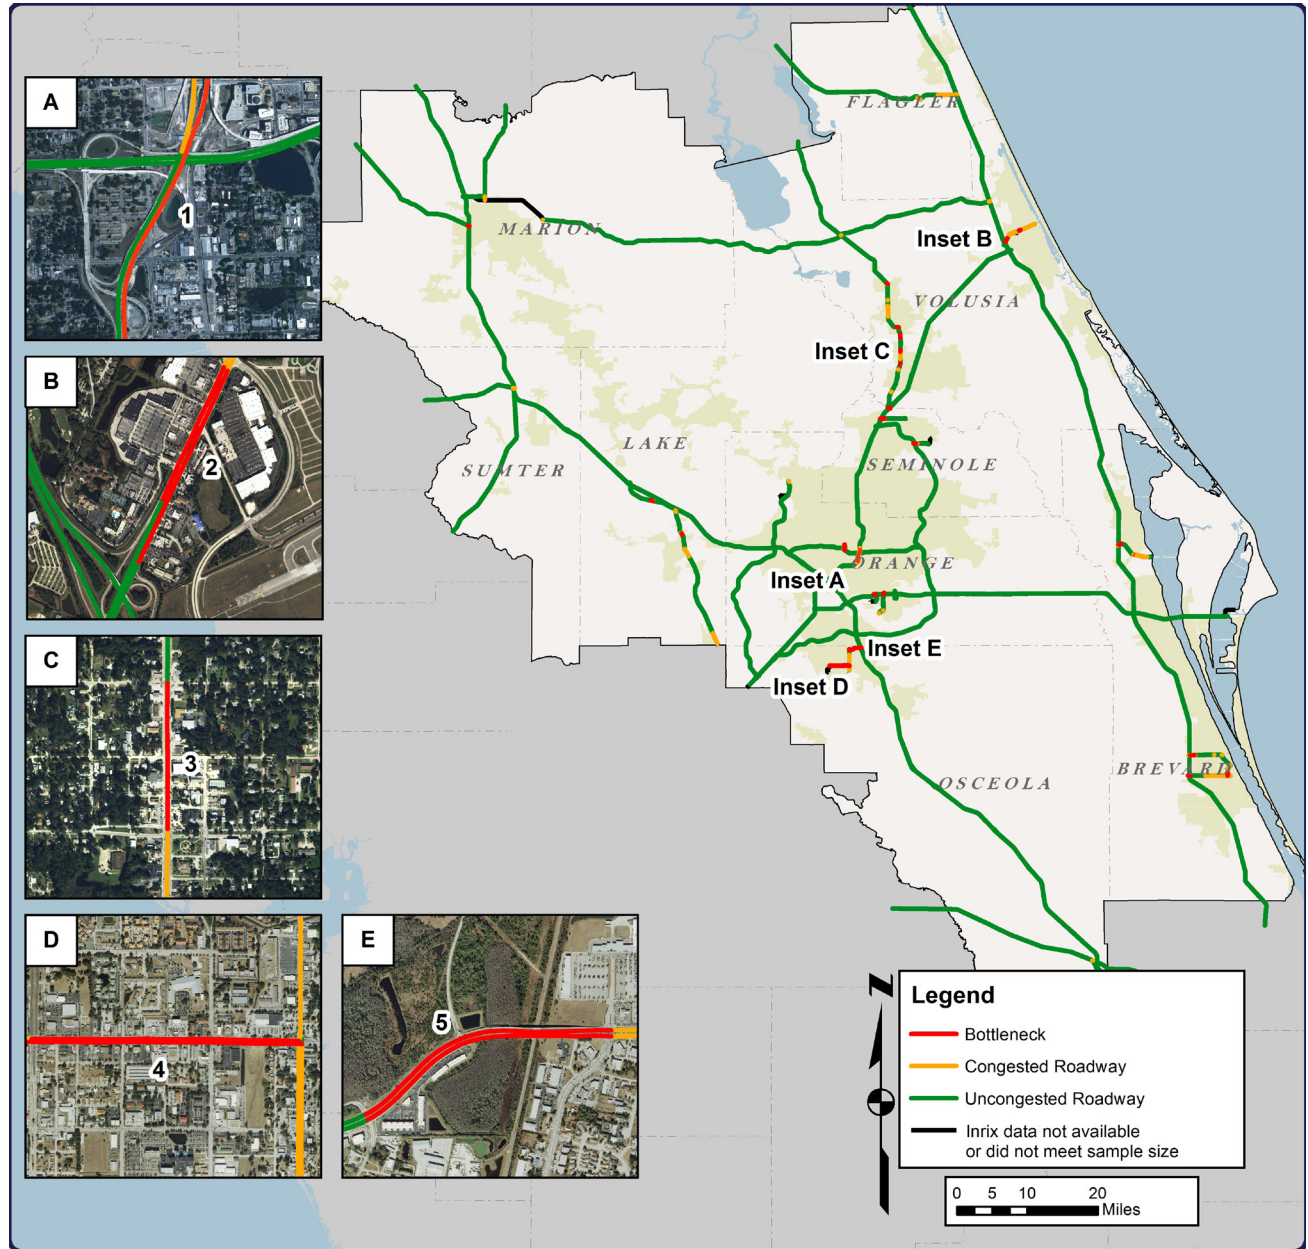 A
1
B
2
C
3
D
4
E
5
FLAGLER
MARION
Inset B
VOLUSIA
Inset C
LAKE
SUMTER
SEMINOLE
ORANGE
Inset A
Inset E
Inset D
OSCEOLA
BREVARD
N
Legend
Bottleneck
Congested Roadway
Uncongested Roadway
Inrix data not available
or did not meet sample size
0 5 10 20
Miles